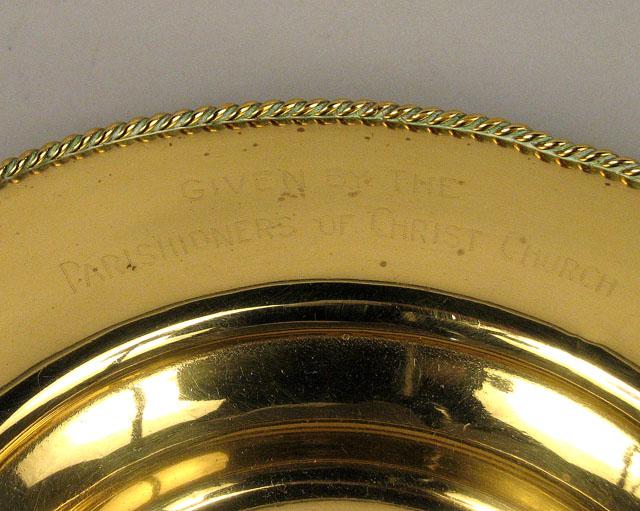 GIVEN BY THE
PARISHIONERS OF CHRIST CHURCH